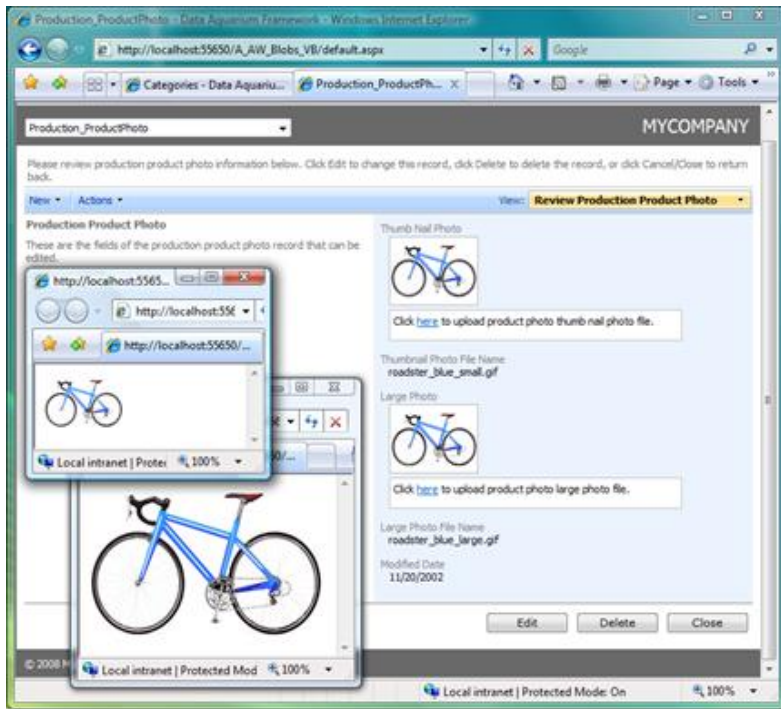 Production_ProductPhoto - Data Aquarium Framework - Windows Internet Explorer
http://localhost:55650/A_AW_Blobs_VB/default.aspx
Google
Categories - Data Aquariu...
Production_ProductPh...
Page
Tools
Production_ProductPhoto
MYCOMPANY
Please review production product photo information below. Click Edit to change this record, click Delete to delete the record, or click Cancel/Close to return
back.
New
Actions
View:
Review Production Product Photo
Production Product Photo
These are the fields of the production product photo record that can be
edited.
Thumb Nail Photo
Click here to upload product photo thumb nail photo file.
Thumbnail Photo File Name
roadster_blue_small.gif
Large Photo
Click here to upload product photo large photo file.
Large Photo File Name
roadster_blue_large.gif
Modified Date
11/20/2002
Edit
Delete
Close
http://localhost:5565...
http://localhost:556
http://localhost:55650/...
Local intranet | Protec
100%
50/...
Local intranet | Protected Mod
100%
© 2008 M
Local intranet | Protected Mode: On
100%